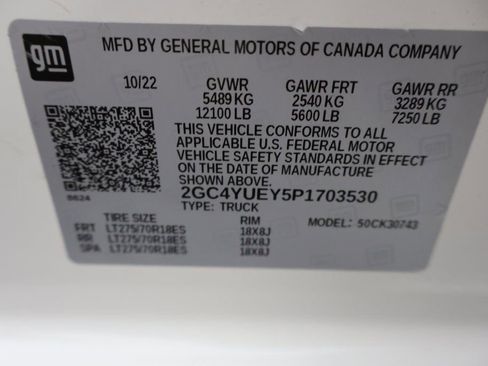 gm
MFD BY GENERAL MOTORS OF CANADA COMPANY
10/22 GVWR GAWR FRT GAWR RR
5489 KG 2540 KG 3289 KG
12100 LB 5600 LB 7250 LB
THIS VEHICLE CONFORMS TO ALL
APPLICABLE U.S. FEDERAL MOTOR
VEHICLE SAFETY STANDARDS IN EFFECT
ON THE DATE OF MANUFACTURE
SHOWN ABOVE.
8624 2GC4YUEY5P1703530
TYPE: TRUCK
TIRE SIZE RIM MODEL: 50CK30743
FRT LT275/70R18ES 18X8J
RR LT275/70R18ES 18X8J
SPA LT275/70R18ES 18X8J